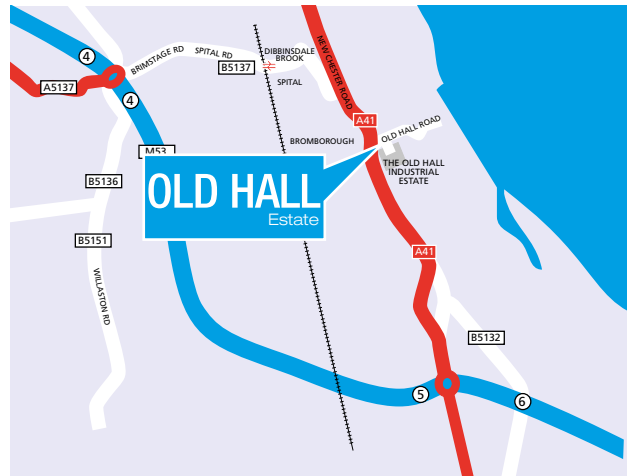 4
A5137
4
BRIMSTAGE RD
SPITAL RD
B5137
DIBBINSDALE
BROOK
SPITAL
NEW CHESTER ROAD
A41
OLD HALL ROAD
BROMBOROUGH
M53
THE OLD HALL
INDUSTRIAL
ESTATE
B5136
OLD HALL
Estate
B5151
WILLASTON RD
A41
B5132
5
6